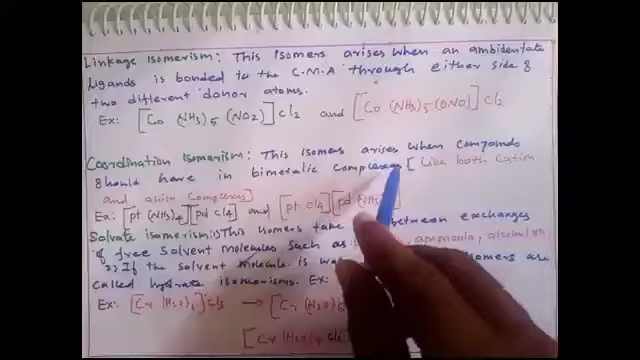 Linkage isomerism: This isomers arises when an ambidentate
Ligands is bonded to the C.M.A through either side of
two different donor atoms.
Ex: [Co (NH3)5 (NO2)]Cl2 and [Co (NH3)5 (ONO)]Cl2
Coordination isomerism: This isomers arises when compounds
should have in bimeralic complexes [Like both Cation
and anion complexes]
Ex: [pt (NH3)4][pd Cl4] and [pt Cl4][pd (NH3)
Solvate isomerism: This isomers take between exchanges
of free solvent molecules such as ammonia, alcohol
2) If the solvent molecule is isomers are
called hydrate isomerisms. Ex:
Ex: [Cr (H2O)6]Cl3 → [Cr (H2O)5
[Cr (H2O)4 Cl2